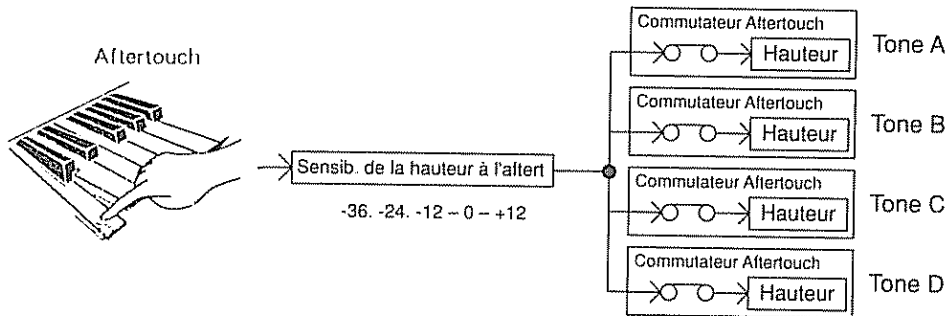 Aftertouch
Sensib. de la hauteur à l'aftert
-36. -24. -12 – 0 – +12
Commutateur Aftertouch
Hauteur
Tone A
Commutateur Aftertouch
Hauteur
Tone B
Commutateur Aftertouch
Hauteur
Tone C
Commutateur Aftertouch
Hauteur
Tone D